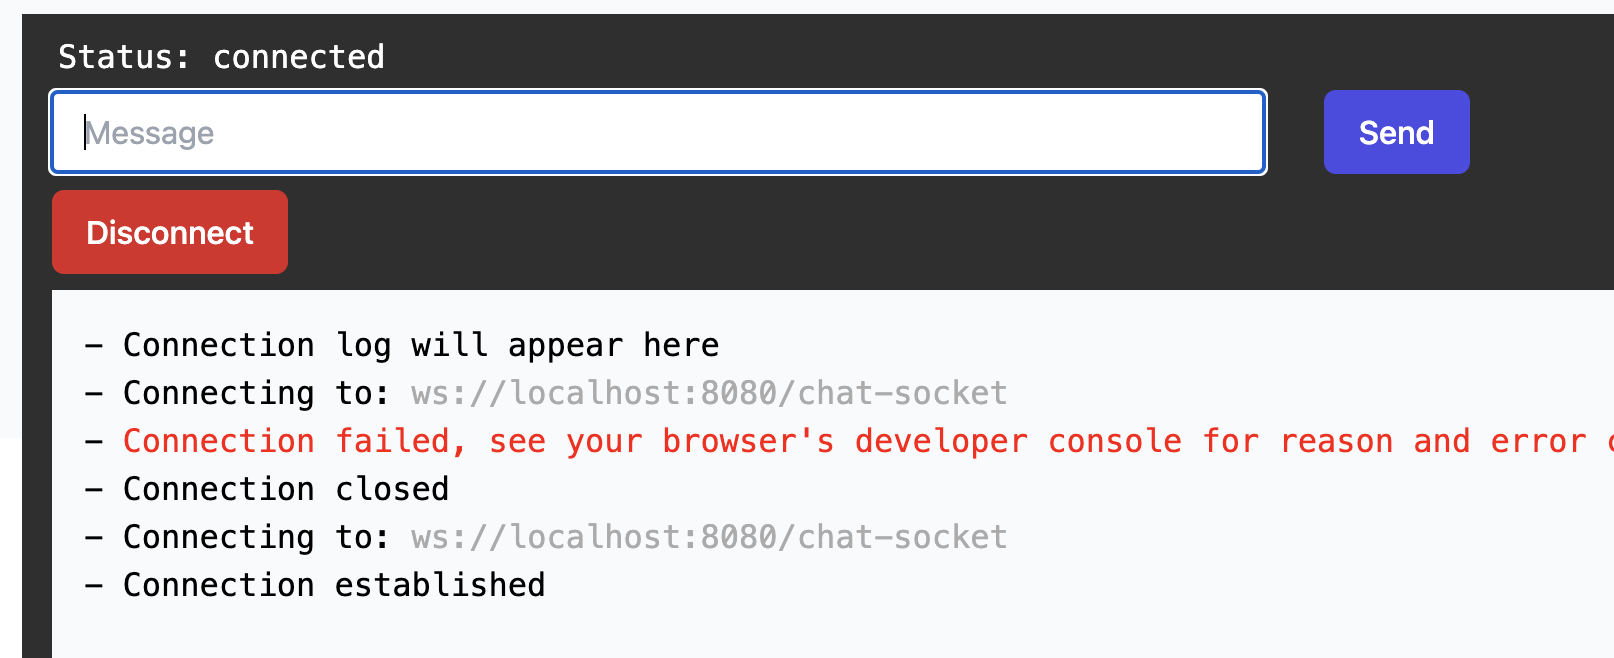 Status: connected
Message
Send
Disconnect
- Connection log will appear here
- Connecting to: ws://localhost:8080/chat-socket
- Connection failed, see your browser's developer console for reason and error
- Connection closed
- Connecting to: ws://localhost:8080/chat-socket
- Connection established